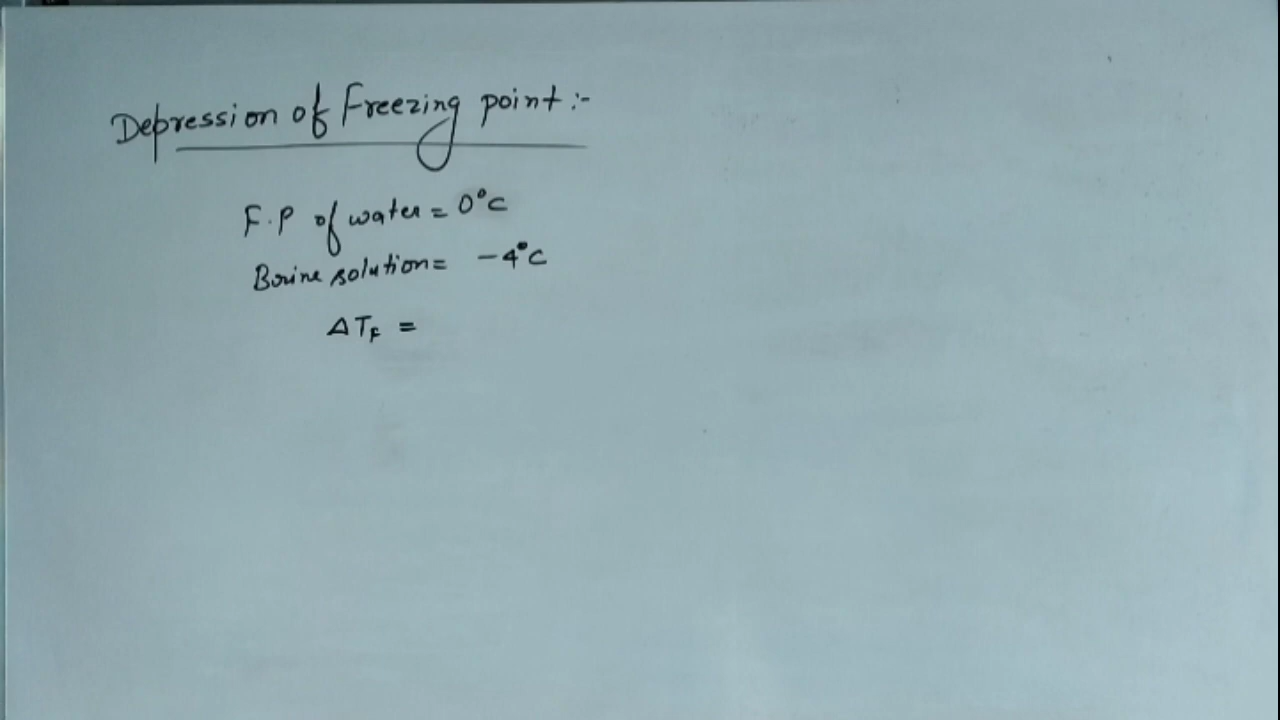 Depression of Freezing point :-
F.P of water = 0°C
Brine solution = -4°C
ΔTF =